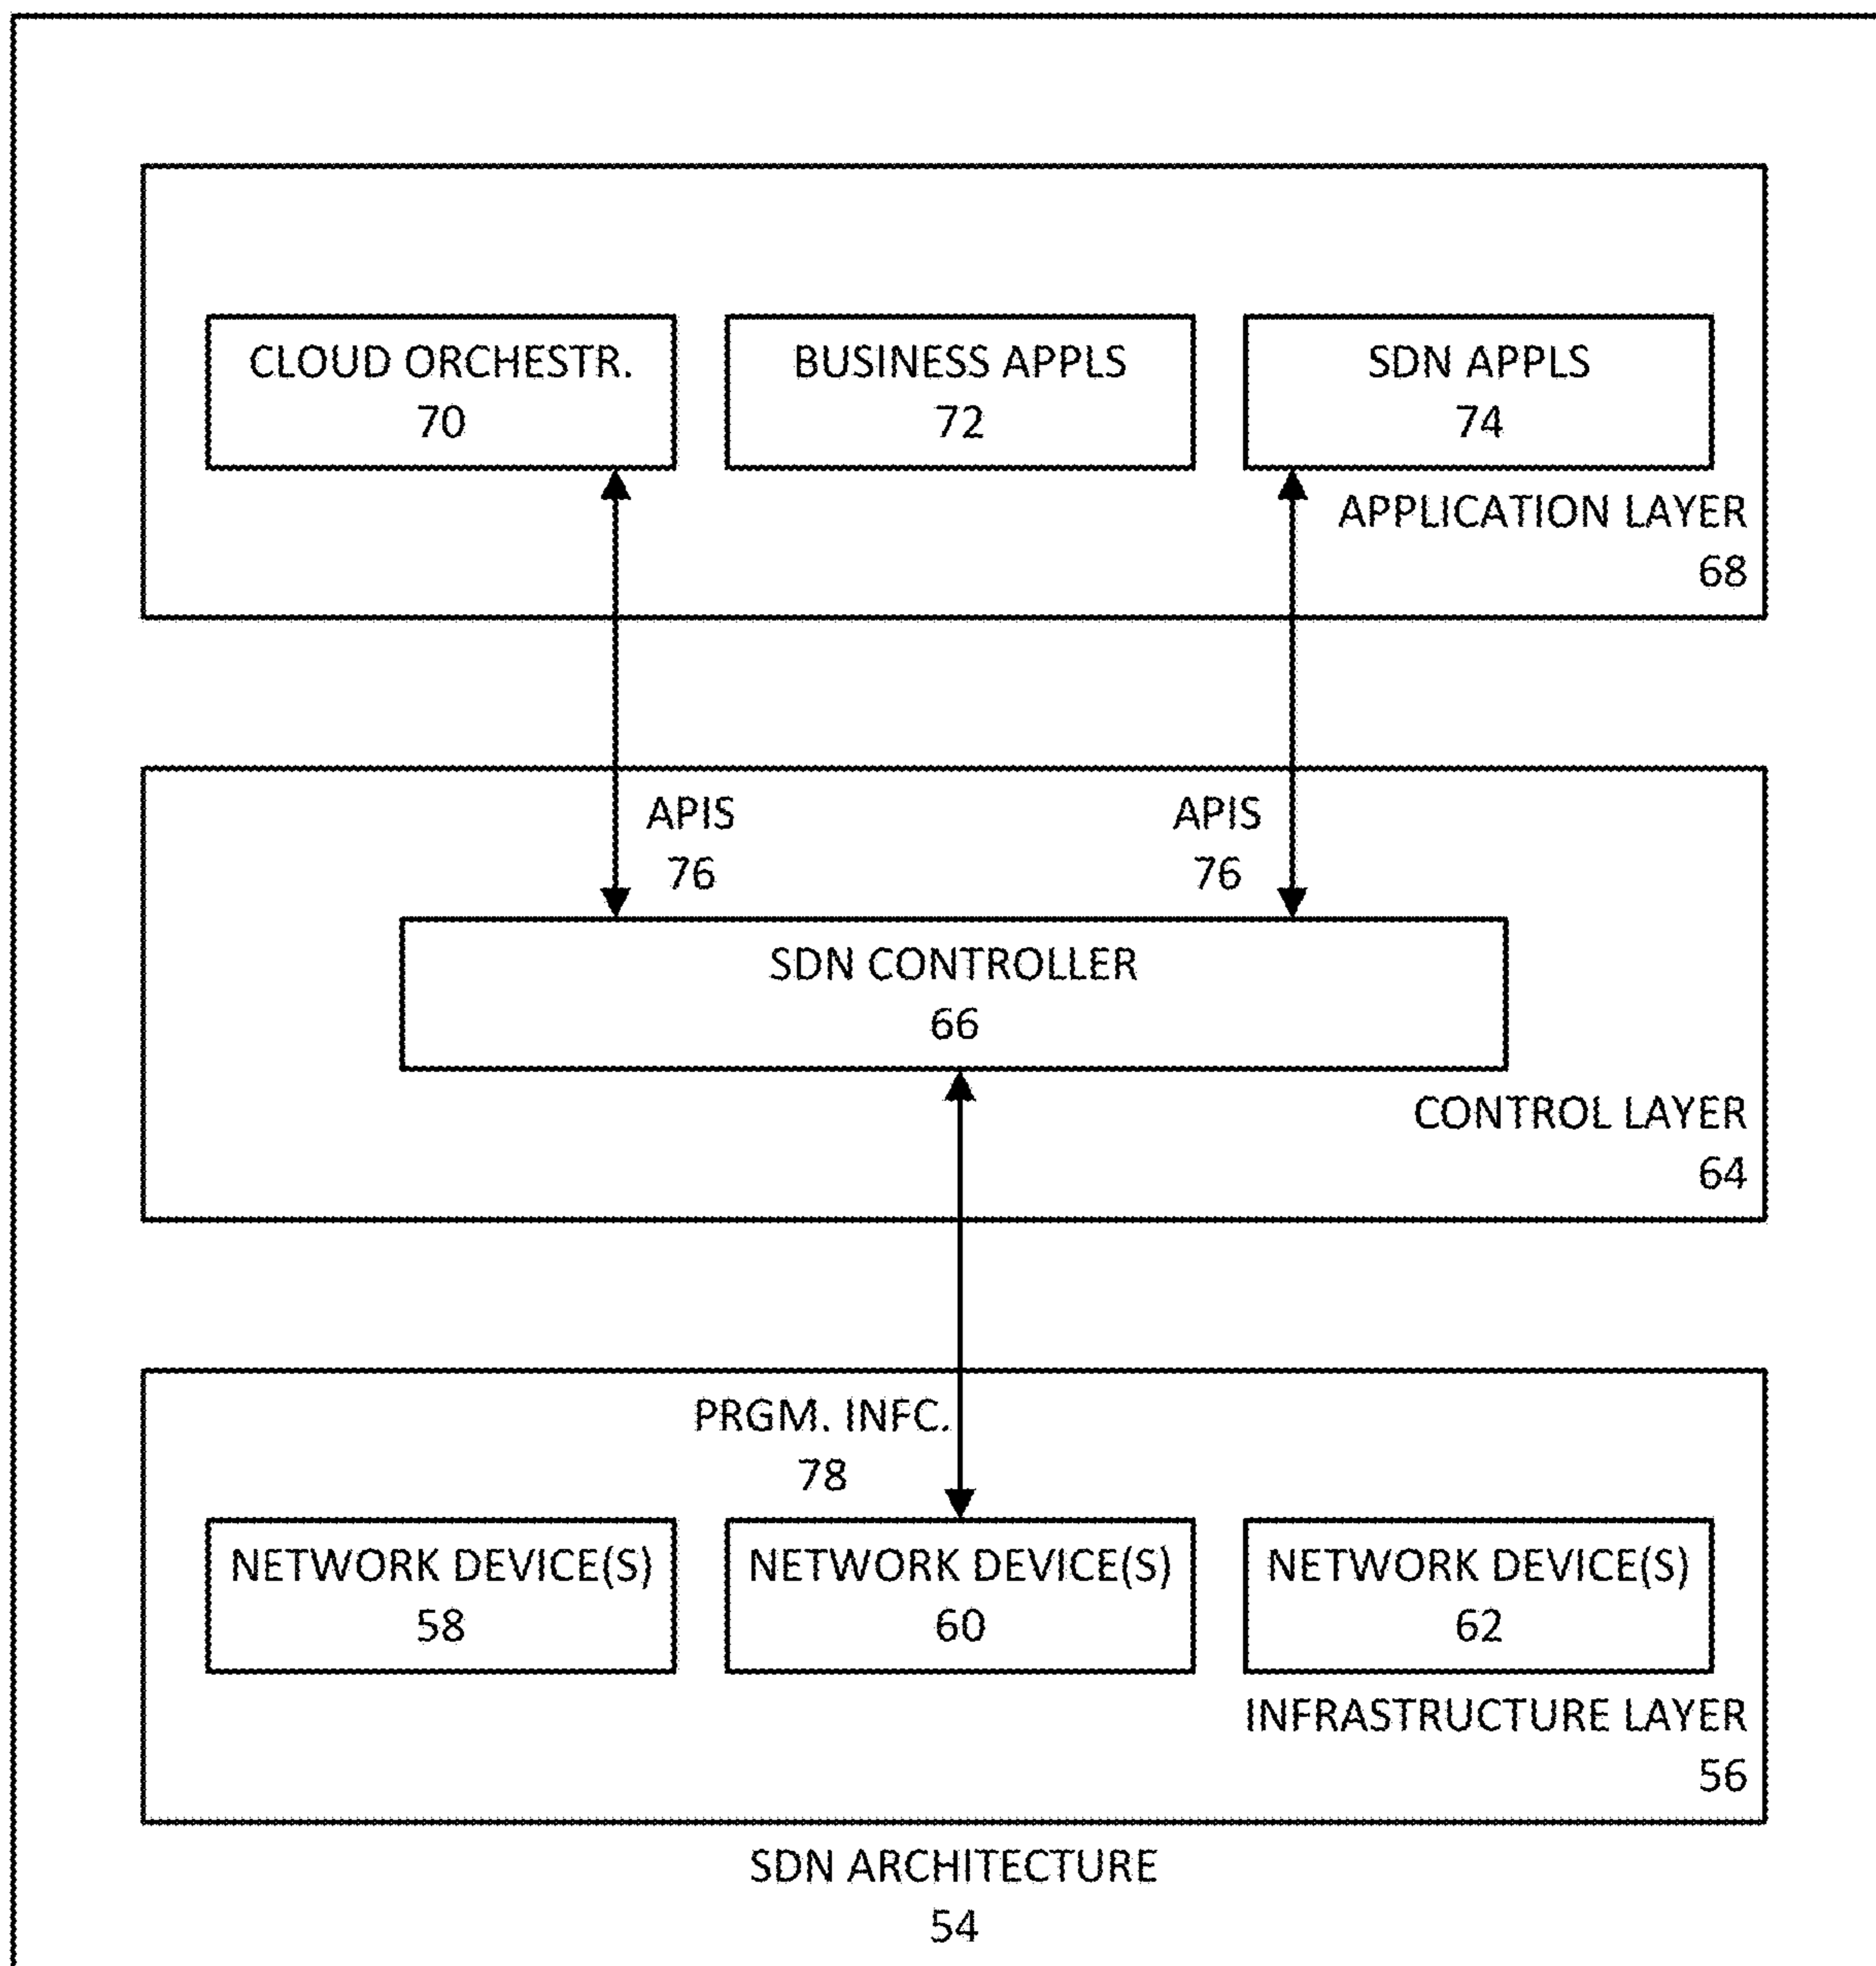 CLOUD ORCHESTR.
70
BUSINESS APPLS
72
SDN APPLS
74
APPLICATION LAYER
68
APIS
76
APIS
76
SDN CONTROLLER
66
CONTROL LAYER
64
PRGM. INFC.
78
NETWORK DEVICE(S)
58
NETWORK DEVICE(S)
60
NETWORK DEVICE(S)
62
INFRASTRUCTURE LAYER
56
SDN ARCHITECTURE
54